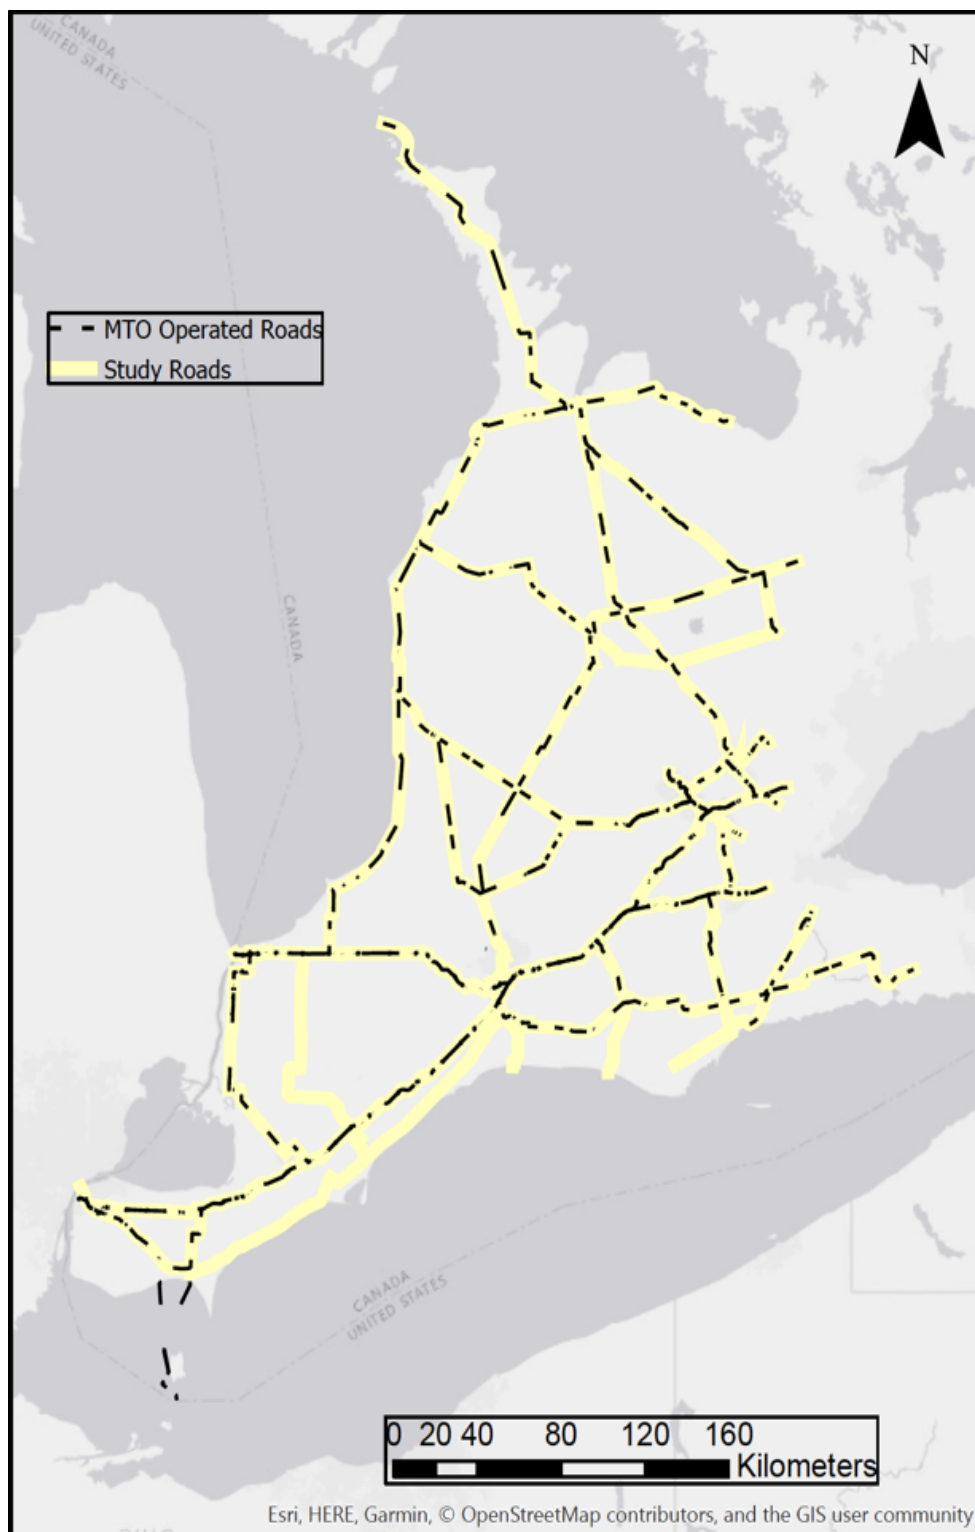 CANADA
UNITED STATES
N
MTO Operated Roads
Study Roads
CANADA
CANADA
UNITED STATES
0 20 40 80 120 160
Kilometers
Esri, HERE, Garmin, © OpenStreetMap contributors, and the GIS user community